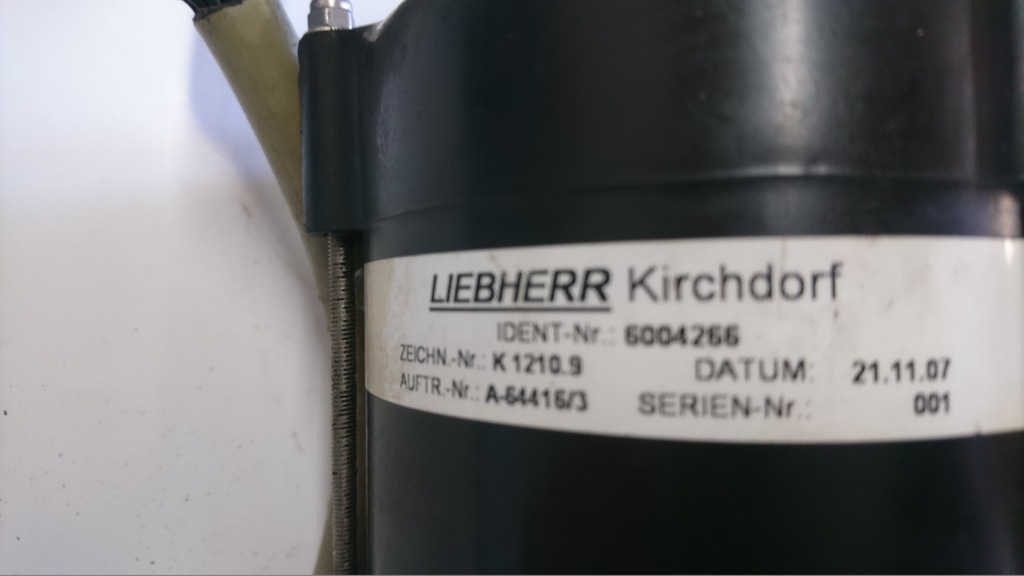 LIEBHERR Kirchdorf
IDENT-Nr.: 6004266
ZEICHN.-Nr.: K 1210.9 DATUM: 21.11.07
AUFTR.-Nr.: A-64416/3 SERIEN-Nr.: 001